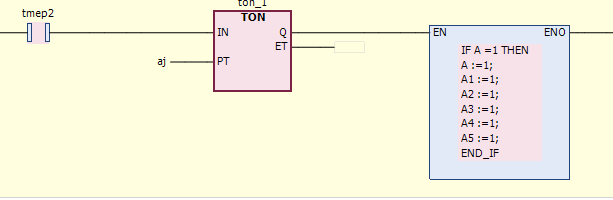 tmep2
ton_1
TON
IN Q
ET
aj PT
EN ENO
IF A =1 THEN
A :=1;
A1 :=1;
A2 :=1;
A3 :=1;
A4 :=1;
A5 :=1;
END_IF